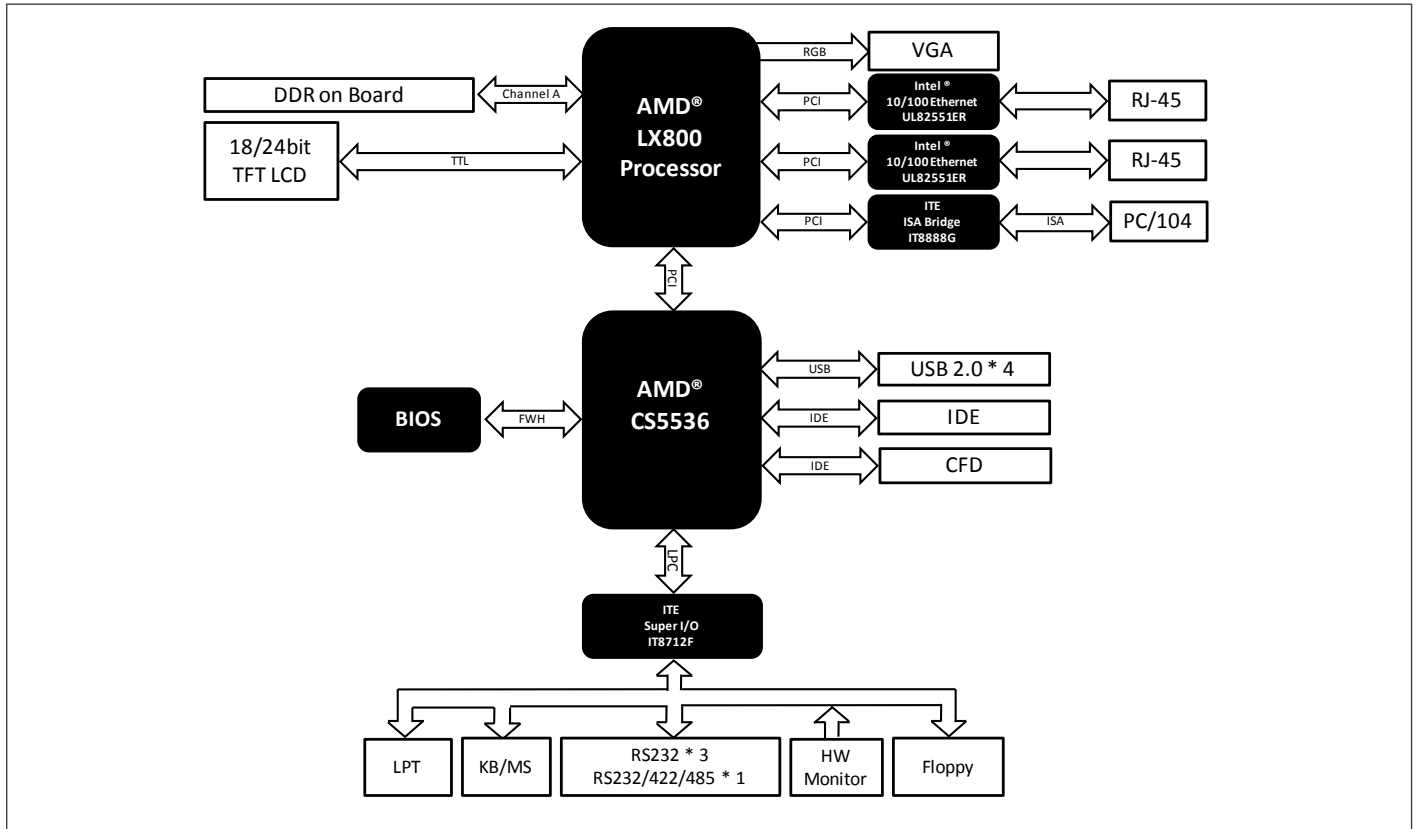 RGB
VGA
DDR on Board
Channel A
AMD®
LX800
Processor
PCI
Intel ®
10/100 Ethernet
UL82551ER
RJ-45
18/24bit
TFT LCD
TTL
PCI
Intel ®
10/100 Ethernet
UL82551ER
RJ-45
PCI
ITE
ISA Bridge
IT8888G
ISA
PC/104
PCI
AMD®
CS5536
USB
USB 2.0 * 4
BIOS
FWH
IDE
IDE
IDE
CFD
LPC
ITE
Super I/O
IT8712F
LPT
KB/MS
RS232 * 3
RS232/422/485 * 1
HW
Monitor
Floppy